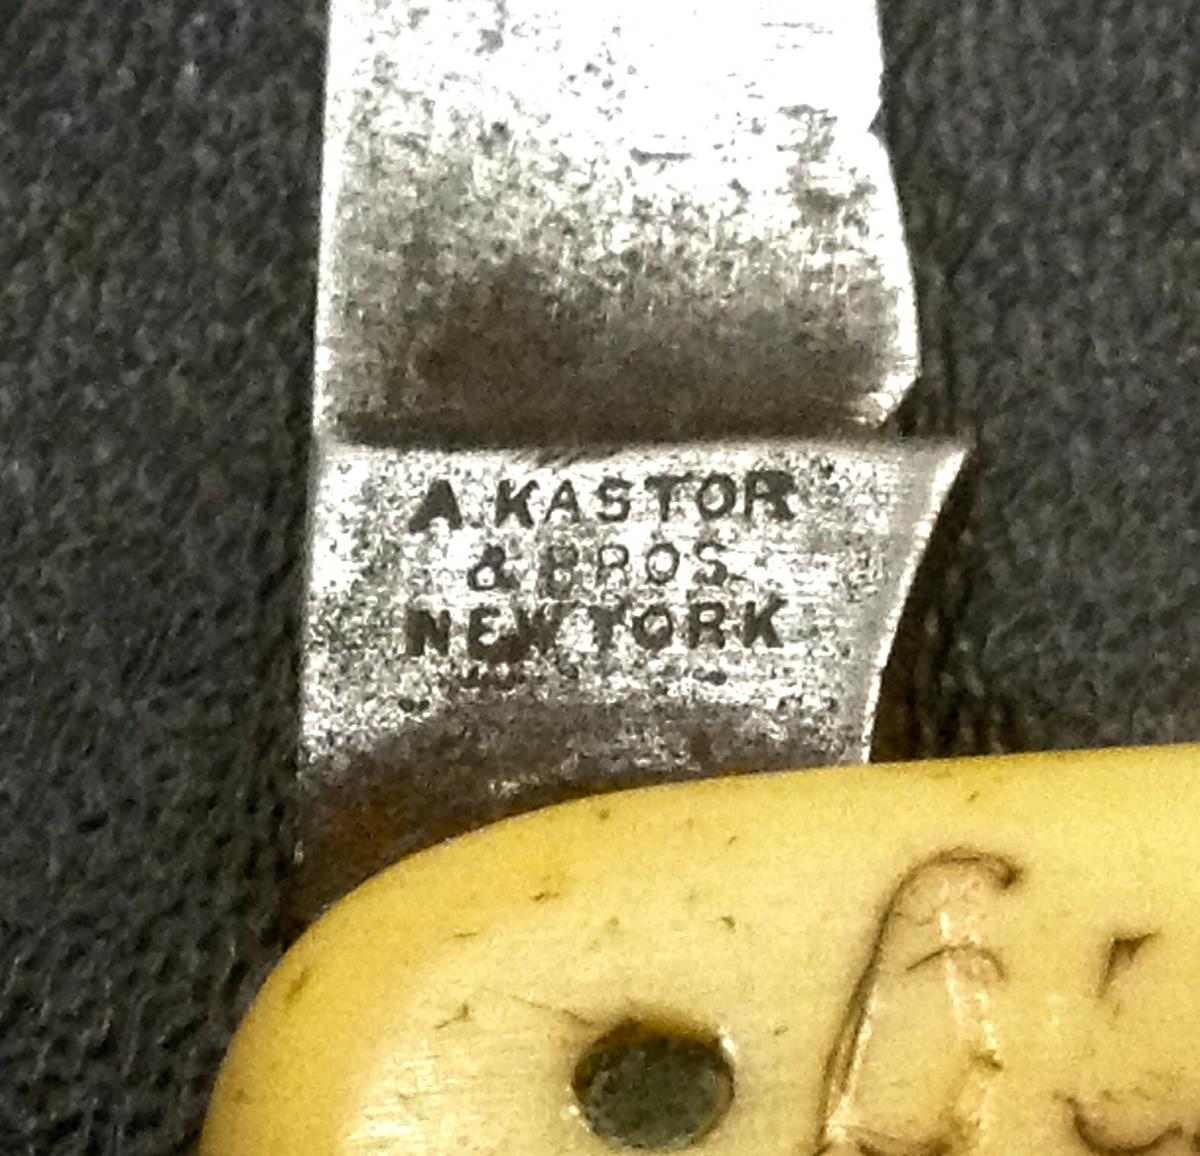 A. KASTOR
& BROS.
NEW YORK